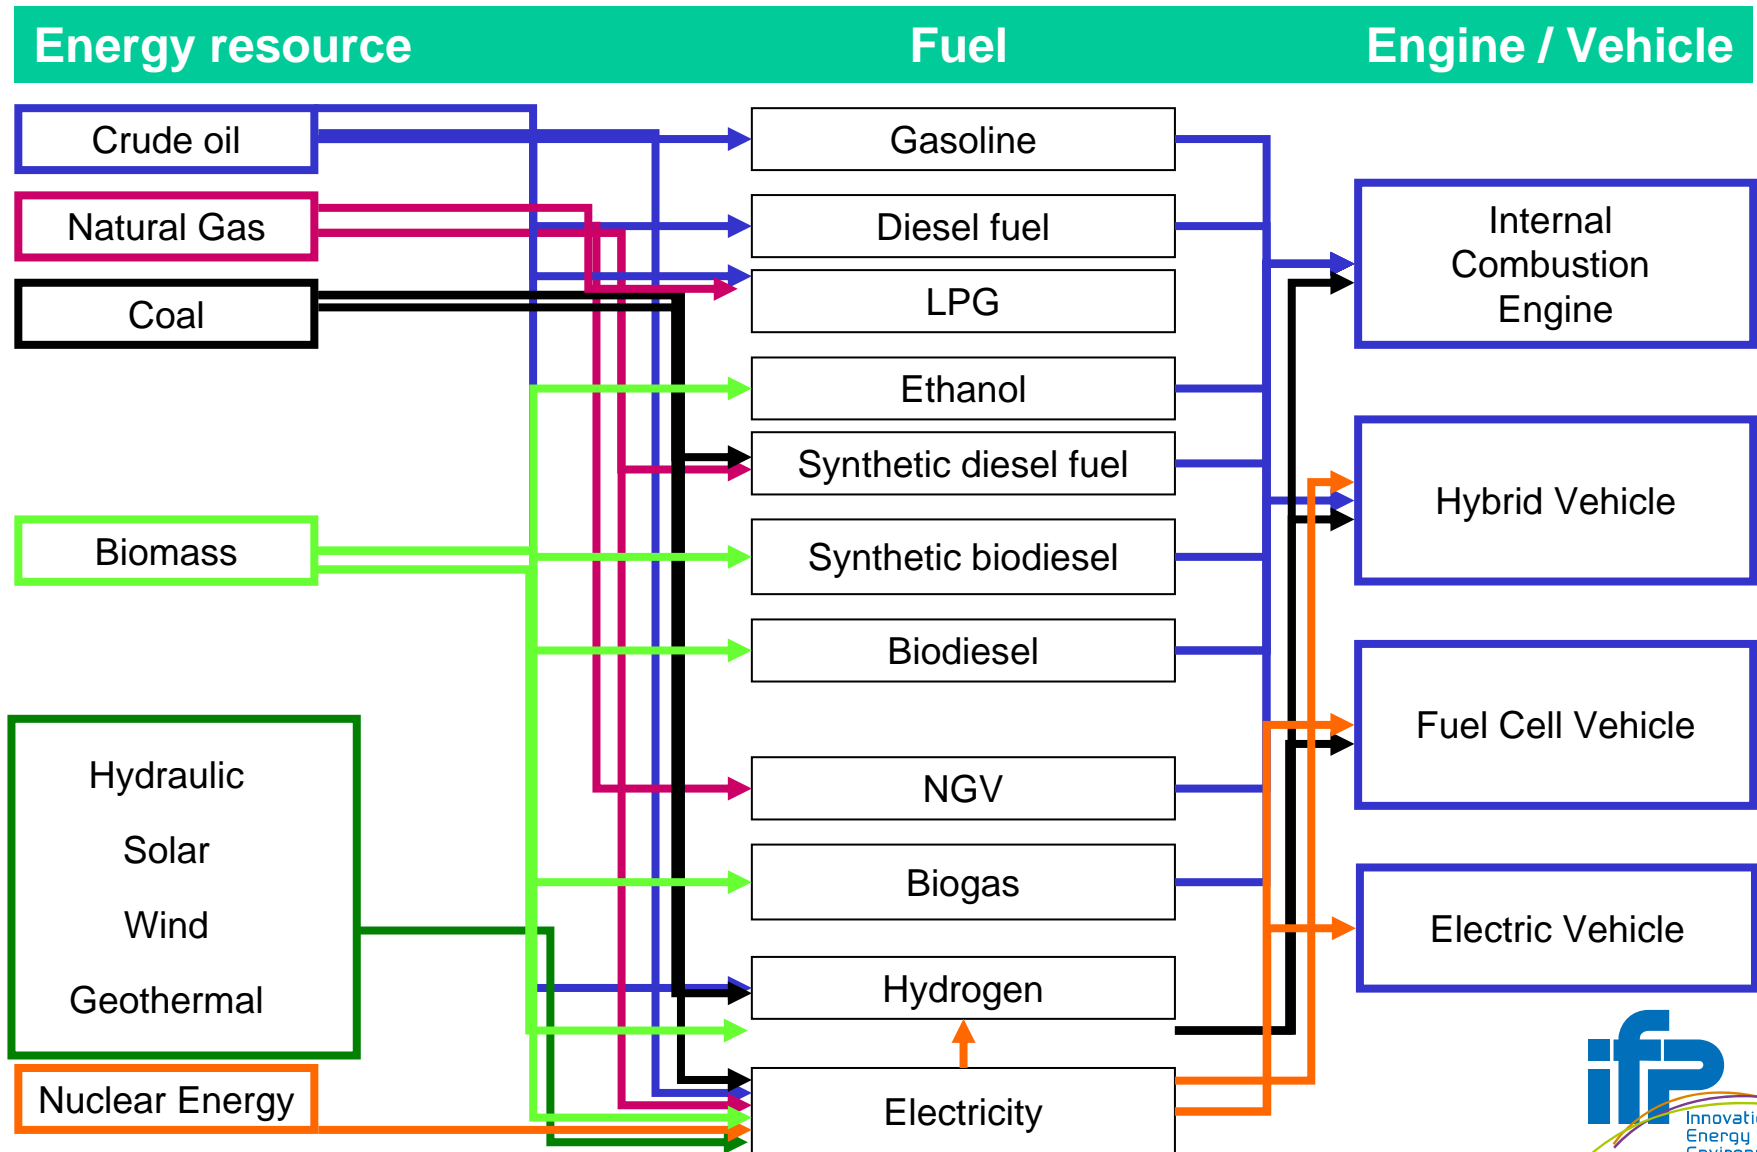 Energy resource
Fuel
Engine / Vehicle
Crude oil
Natural Gas
Coal
Biomass
Hydraulic
Solar
Wind
Geothermal
Nuclear Energy
Gasoline
Diesel fuel
LPG
Ethanol
Synthetic diesel fuel
Synthetic biodiesel
Biodiesel
NGV
Biogas
Hydrogen
Electricity
Internal
Combustion
Engine
Hybrid Vehicle
Fuel Cell Vehicle
Electric Vehicle
ifp
Energy